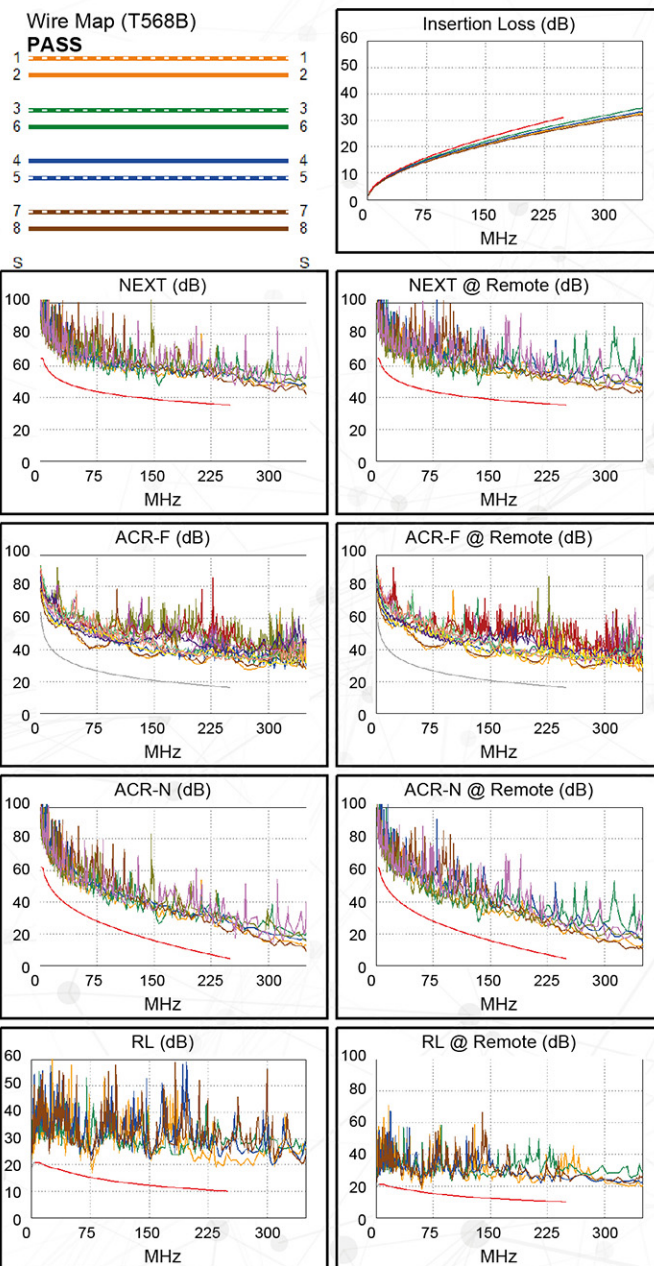 Wire Map (T568B)
PASS
1 1
2 2
3 3
6 6
4 4
5 5
7 7
8 8
S S
Insertion Loss (dB)
60
50
40
30
20
10
0
0 75 150 225 300
MHz
NEXT (dB)
100
80
60
40
20
0
0 75 150 225 300
MHz
NEXT @ Remote (dB)
100
80
60
40
20
0
0 75 150 225 300
MHz
ACR-F (dB)
100
80
60
40
20
0
0 75 150 225 300
MHz
ACR-F @ Remote (dB)
100
80
60
40
20
0
0 75 150 225 300
MHz
ACR-N (dB)
100
80
60
40
20
0
0 75 150 225 300
MHz
ACR-N @ Remote (dB)
100
80
60
40
20
0
0 75 150 225 300
MHz
RL (dB)
60
50
40
30
20
10
0
0 75 150 225 300
MHz
RL @ Remote (dB)
100
80
60
40
20
0
0 75 150 225 300
MHz